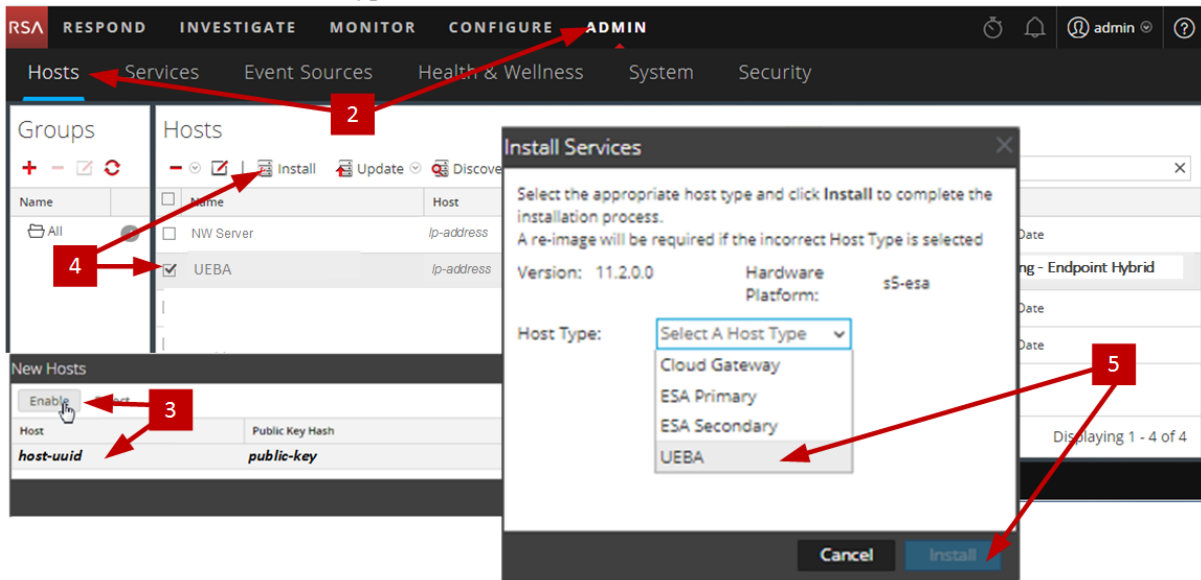 RSA RESPOND INVESTIGATE MONITOR CONFIGURE ADMIN admin
Hosts Services Event Sources Health & Wellness System Security
2
Groups
Hosts
Install Update Discove
Name
Name Host
All
NW Server Ip-address
Date
4
UEBA Ip-address
ng - Endpoint Hybrid
Date
Date
Install Services
Select the appropriate host type and click Install to complete the
installation process.
A re-image will be required if the incorrect Host Type is selected
Version: 11.2.0.0 Hardware
Platform: s5-esa
Host Type: Select A Host Type
Cloud Gateway
ESA Primary
ESA Secondary
UEBA
5
Cancel Install
Displaying 1 - 4 of 4
New Hosts
Enable
3
Host Public Key Hash
host-uuid public-key